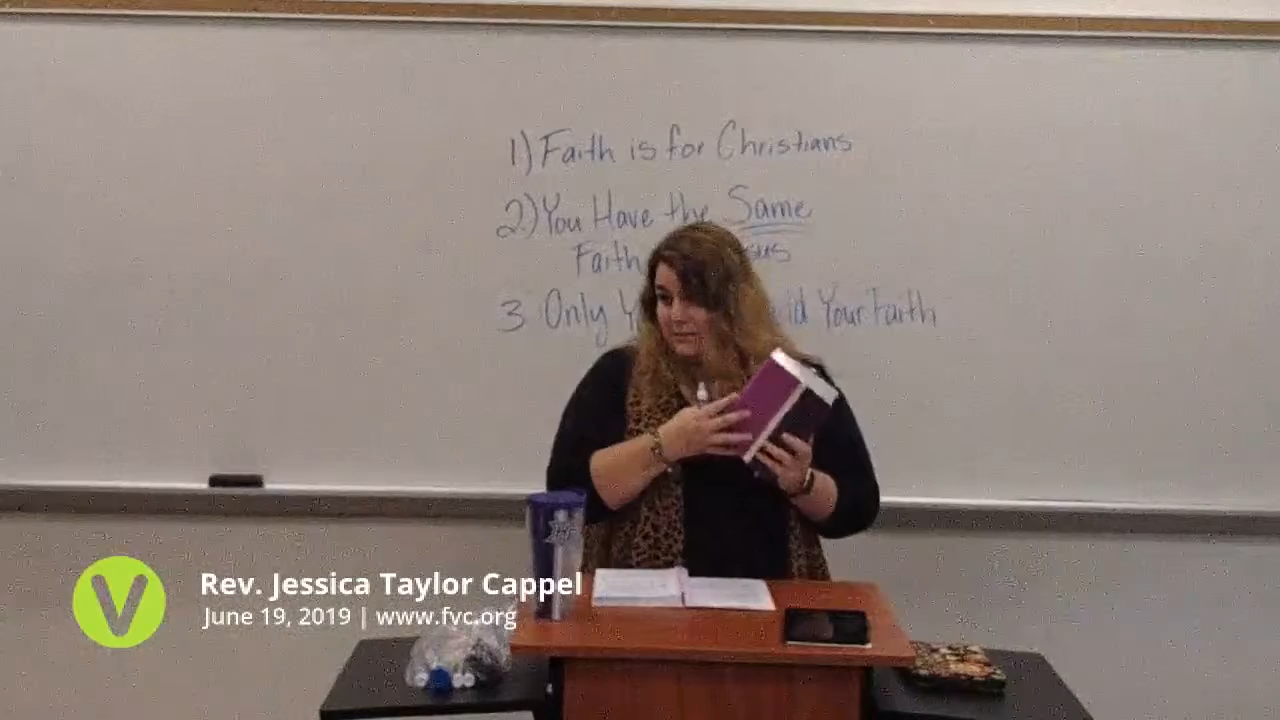 1) Faith is for Christians
2.) You Have the Same
Faith
3 Only Your Faith
V
Rev. Jessica Taylor Cappel
June 19, 2019 | www.fvc.org